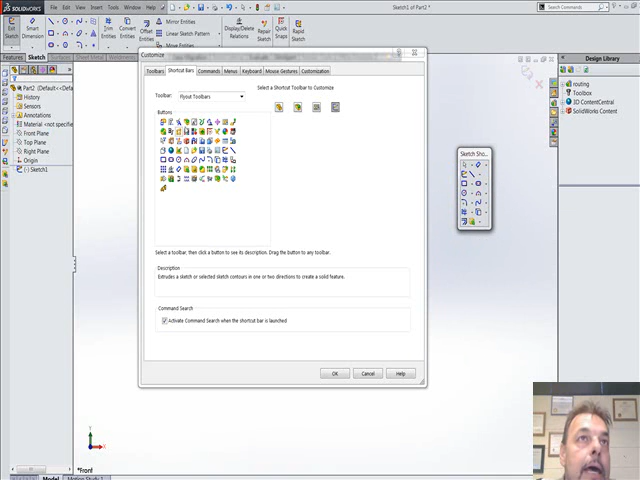 SOLIDWORKS
File Edit View Insert Tools Window Help
Sketch1 of Part2 *
Search Commands
Exit Sketch
Smart Dimension
Trim Entities
Convert Entities
Offset Entities
Mirror Entities
Linear Sketch Pattern
Move Entities
Display/Delete Relations
Repair Sketch
Quick Snaps
Rapid Sketch
Features Sketch Surfaces Sheet Metal
Part2 (Default<<Def
History
Sensors
Annotations
Material <not specifie
Front Plane
Top Plane
Right Plane
Origin
(-) Sketch1
Customize
Toolbars Shortcut Bars Commands Menus Keyboard Mouse Gestures Customization
Toolbar: Flyout Toolbars
Select a Shortcut Toolbar to Customize
Buttons
Select a toolbar, then click a button to see its description. Drag the button to any toolbar.
Description
Extrudes a sketch or selected sketch contours in one or two directions to create a solid feature.
Command Search
Activate Command Search when the shortcut bar is launched
OK Cancel Help
Sketch Sho...
Design Library
routing
Toolbox
3D ContentCentral
SolidWorks Content
*Front
Model Motion Study 1